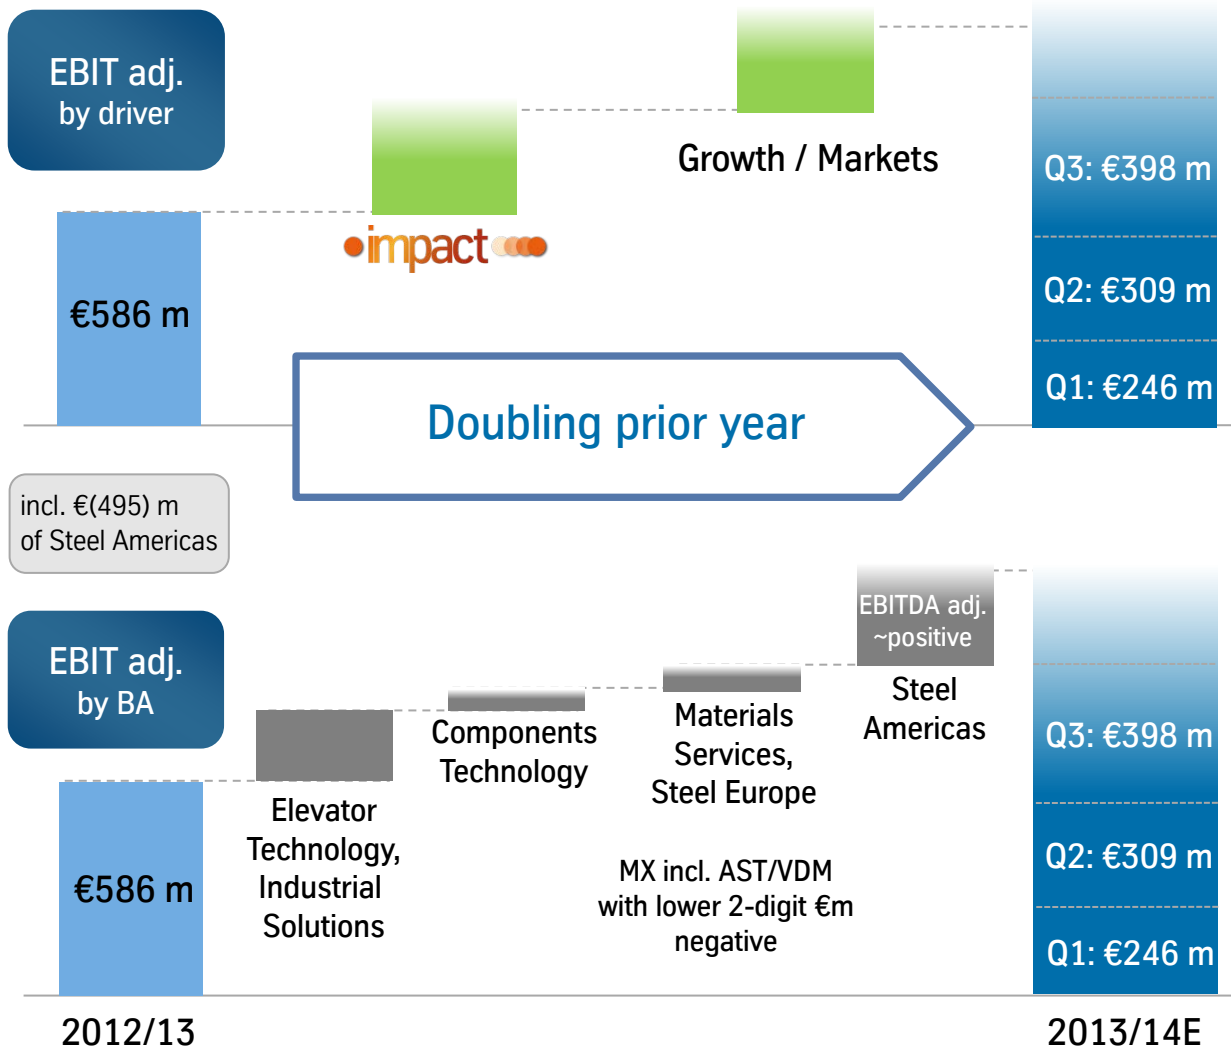 EBIT adj.
by driver
Growth / Markets
impact
€586 m
Q3: €398 m
Q2: €309 m
Q1: €246 m
Doubling prior year
incl. €(495) m
of Steel Americas
EBIT adj.
by BA
€586 m
Elevator
Technology,
Industrial
Solutions
Components
Technology
Materials
Services,
Steel Europe
MX incl. AST/VDM
with lower 2-digit €m
negative
EBITDA adj.
~positive
Steel
Americas
Q3: €398 m
Q2: €309 m
Q1: €246 m
2012/13
2013/14E